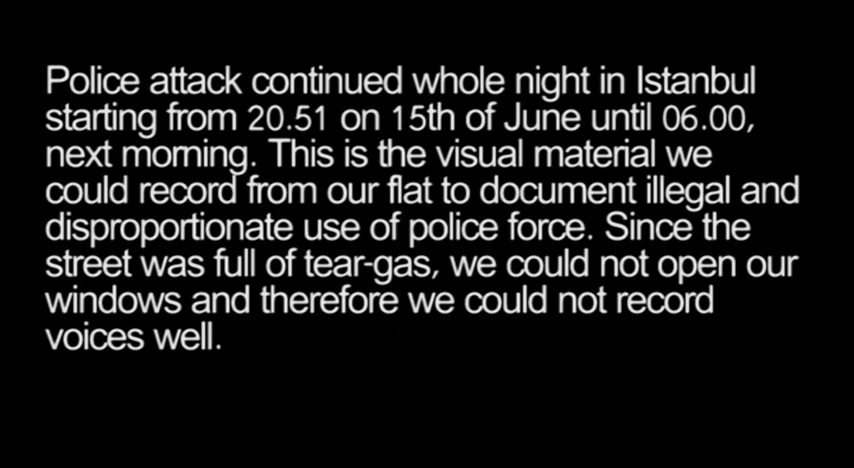 Police attack continued whole night in Istanbul
starting from 20.51 on 15th of June until 06.00,
next morning. This is the visual material we
could record from our flat to document illegal and
disproportionate use of police force. Since the
street was full of tear-gas, we could not open our
windows and therefore we could not record
voices well.